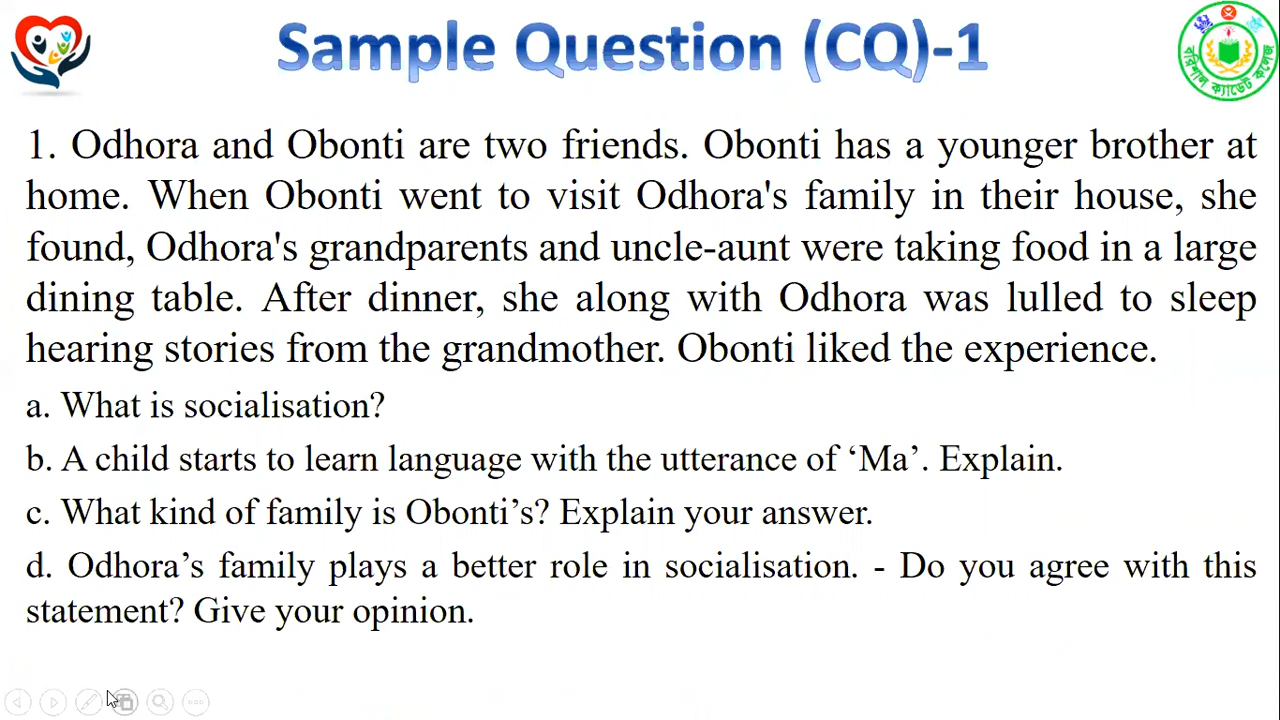 Sample Question (CQ)-1
বরিশাল ক্যাডেট কলেজ
1. Odhora and Obonti are two friends. Obonti has a younger brother at
home. When Obonti went to visit Odhora's family in their house, she
found, Odhora's grandparents and uncle-aunt were taking food in a large
dining table. After dinner, she along with Odhora was lulled to sleep
hearing stories from the grandmother. Obonti liked the experience.
a. What is socialisation?
b. A child starts to learn language with the utterance of ‘Ma’. Explain.
c. What kind of family is Obonti’s? Explain your answer.
d. Odhora’s family plays a better role in socialisation. - Do you agree with this
statement? Give your opinion.